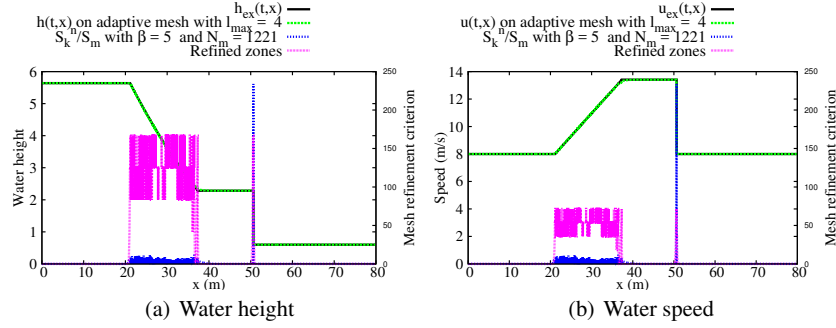 h_ex(t,x)
h(t,x) on adaptive mesh with l_max = 4
S_k^n/S_m with β = 5 and N_m = 1221
Refined zones
Water height
6
5
4
3
2
1
0
0 10 20 30 40 50 60 70 80
x (m)
250
200
150
100
50
0
Mesh refinement criterion
(a) Water height
u_ex(t,x)
u(t,x) on adaptive mesh with l_max = 4
S_k^n/S_m with β = 5 and N_m = 1221
Refined zones
Speed (m/s)
14
12
10
8
6
4
2
0
0 10 20 30 40 50 60 70 80
x (m)
250
200
150
100
50
0
Mesh refinement criterion
(b) Water speed